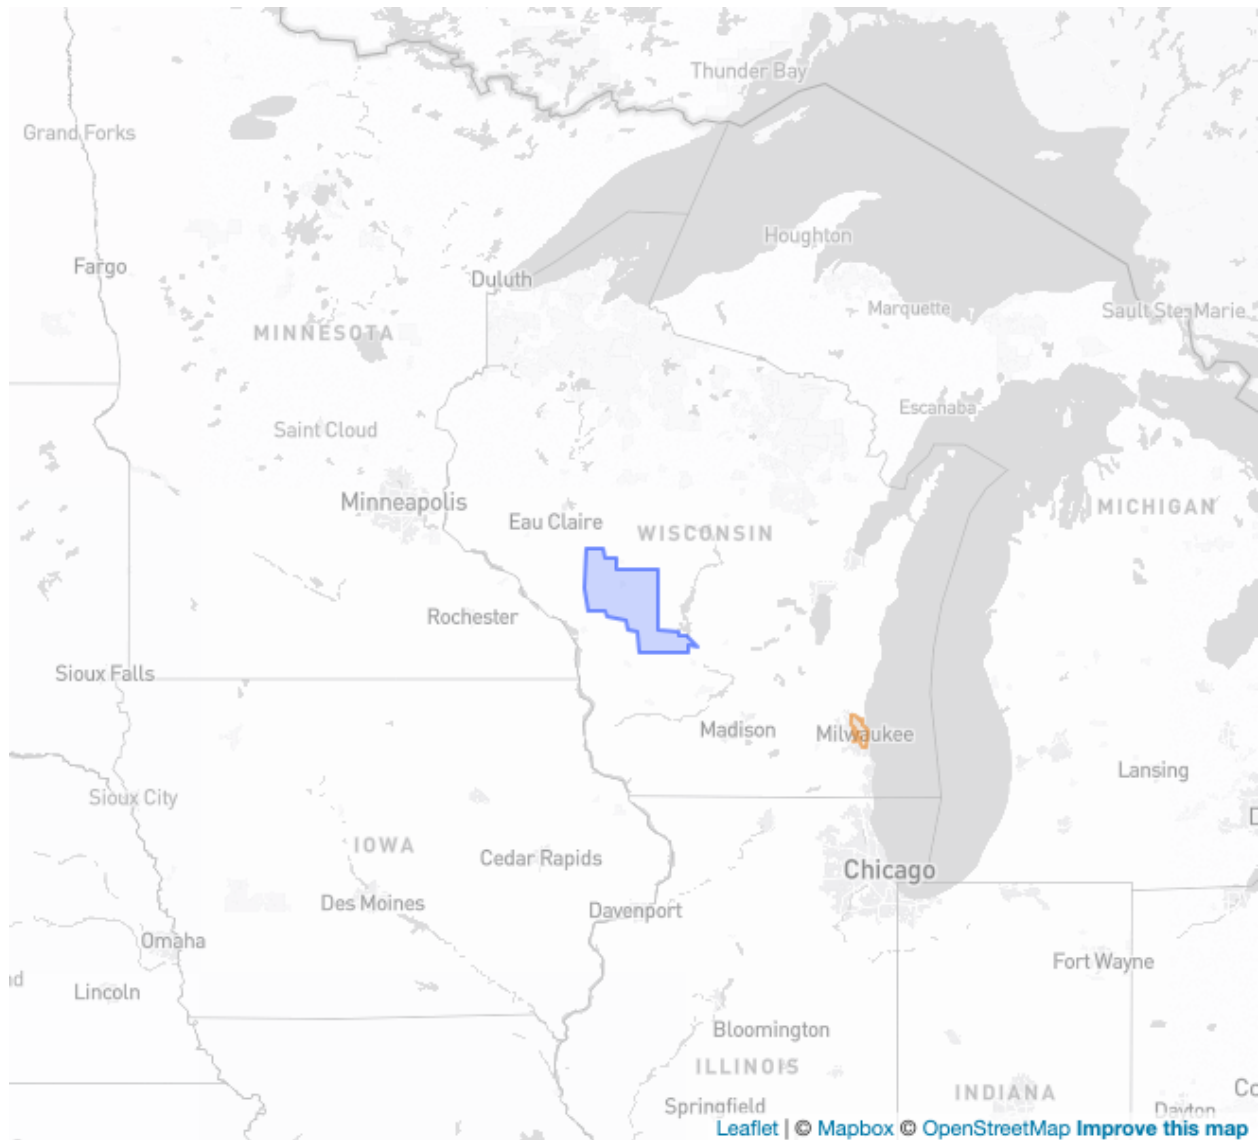 Thunder Bay
Grand Forks
Houghton
Fargo
Duluth
Marquette
Sault Ste-Marie
MINNESOTA
Escanaba
Saint Cloud
Minneapolis
MICHIGAN
Eau Claire
WISCONSIN
Rochester
Sioux Falls
Madison
Milwaukee
Lansing
Sioux City
IOWA
Cedar Rapids
Chicago
Des Moines
Davenport
Omaha
Fort Wayne
Lincoln
Bloomington
ILLINOIS
INDIANA
Springfield
Dayton
Leaflet | © Mapbox © OpenStreetMap Improve this map